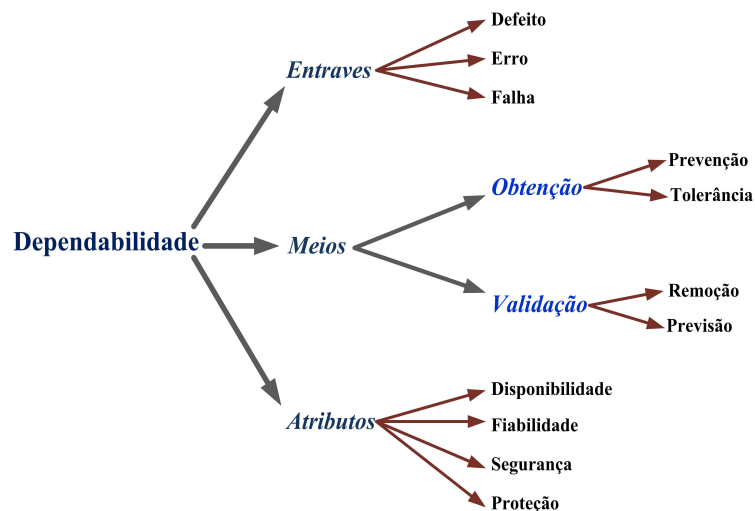 Dependabilidade
Entraves
Defeito
Erro
Falha
Meios
Obtenção
Prevenção
Tolerância
Validação
Remoção
Previsão
Atributos
Disponibilidade
Fiabilidade
Segurança
Proteção